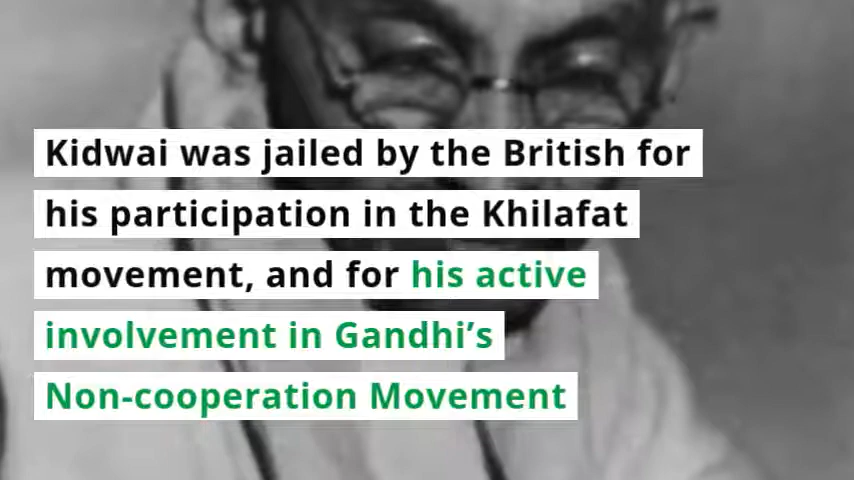 Kidwai was jailed by the British for
his participation in the Khilafat
movement, and for his active
involvement in Gandhi’s
Non-cooperation Movement